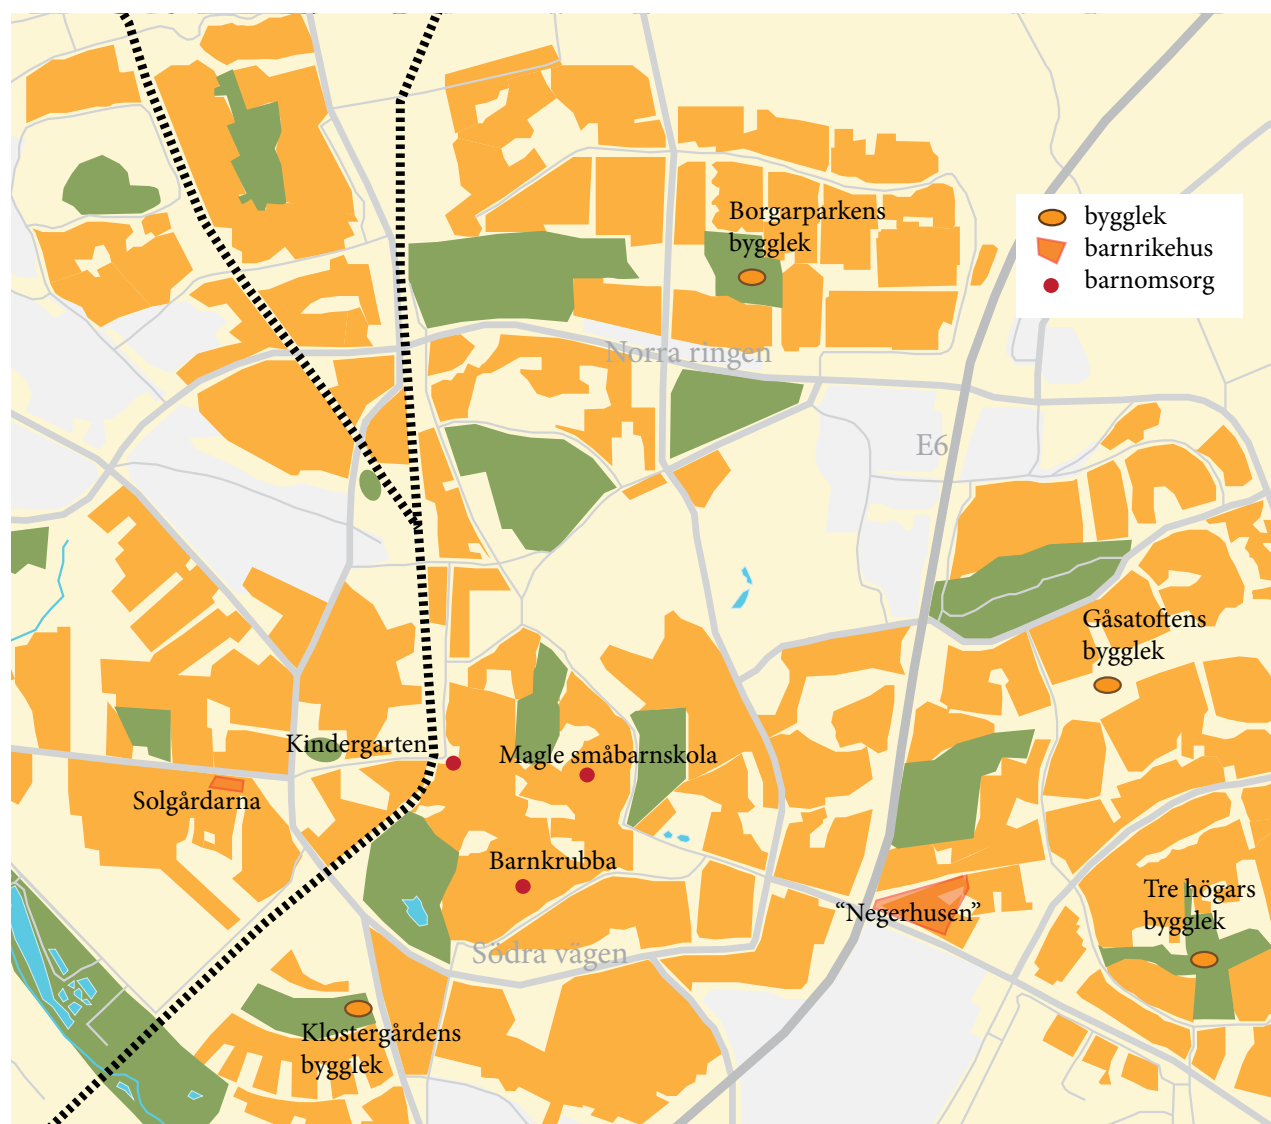 Borgarparkens
bygglek
bygglek
barnrikehus
barnomsorg
Norra ringen
E6
Gåsatoftens
bygglek
Kindergarten
Magle småbarnskola
Solgårdarna
Barnkrubba
Tre högars
bygglek
“Negerhusen”
Södra vägen
Klostergårdens
bygglek